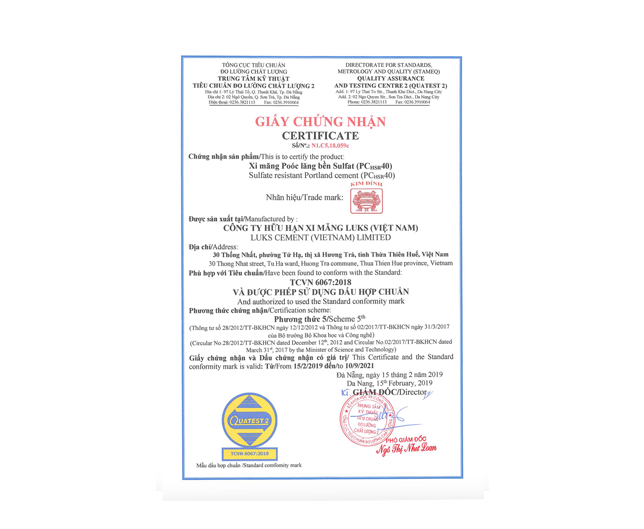 TỔNG CỤC TIÊU CHUẨN
ĐO LƯỜNG CHẤT LƯỢNG
TRUNG TÂM KỸ THUẬT
TIÊU CHUẨN ĐO LƯỜNG CHẤT LƯỢNG 2
Địa chỉ 1: 97 Lý Thái Tổ, Q. Thanh Khê, Tp. Đà Nẵng
Địa chỉ 2: 02 Ngô Quyền, Q. Sơn Trà, Tp. Đà Nẵng
Điện thoại: 0236.3821113 Fax: 0236.3910064
DIRECTORATE FOR STANDARDS,
METROLOGY AND QUALITY (STAMEQ)
QUALITY ASSURANCE
AND TESTING CENTRE 2 (QUATEST 2)
Add. 1: 97 Ly Thai To Str., Thanh Khe Dist., Da Nang City
Add. 2: 02 Ngo Quyen Str., Son Tra Dist., Da Nang City
Phone: 0236.3821113 Fax: 0236.3910064
GIẤY CHỨNG NHẬN
CERTIFICATE
Số/Nº.: N1.C5.18.059c
Chứng nhận sản phẩm/This is to certify the product:
Xi măng Poóc lăng bền Sulfat (PCHSR40)
Sulfate resistant Portland cement (PCHSR40)
KIM ĐỈNH
Nhãn hiệu/Trade mark:
Được sản xuất tại/Manufactured by :
CÔNG TY HỮU HẠN XI MĂNG LUKS (VIỆT NAM)
LUKS CEMENT (VIETNAM) LIMITED
Địa chỉ/Address:
30 Thống Nhất, phường Tứ Hạ, thị xã Hương Trà, tỉnh Thừa Thiên Huế, Việt Nam
30 Thong Nhat street, Tu Ha ward, Huong Tra commune, Thua Thien Hue province, Vietnam
Phù hợp với Tiêu chuẩn/Have been found to conform with the Standard:
TCVN 6067:2018
VÀ ĐƯỢC PHÉP SỬ DỤNG DẤU HỢP CHUẨN
And authorized to used the Standard conformity mark
Phương thức chứng nhận/Certification scheme:
Phương thức 5/Scheme 5th
(Thông tư số 28/2012/TT-BKHCN ngày 12/12/2012 và Thông tư số 02/2017/TT-BKHCN ngày 31/3/2017
của Bộ trưởng Bộ Khoa học và Công nghệ)
(Circular No.28/2012/TT-BKHCN dated December 12th, 2012 and Circular No.02/2017/TT-BKHCN dated
March 31st, 2017 by the Minister of Science and Technology)
Giấy chứng nhận và Dấu chứng nhận có giá trị/ This Certificate and the Standard
conformity mark is valid: Từ/From 15/2/2019 đến/to 10/9/2021
Đà Nẵng, ngày 15 tháng 2 năm 2019
Da Nang, 15th February, 2019
GIÁM ĐỐC/Director
TRUNG TÂM
KỸ THUẬT
TIÊU CHUẨN
ĐO LƯỜNG
CHẤT LƯỢNG 2
PHÓ GIÁM ĐỐC
Ngô Thị Như Loan
QUATEST 2
TCVN 6067:2018
Mẫu dấu hợp chuẩn /Standard comfomity mark